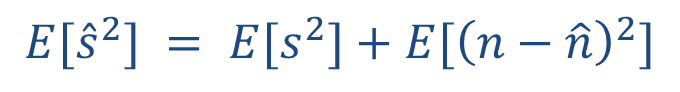 E[ŝ²] = E[s²] + E[(n − n̂)²]